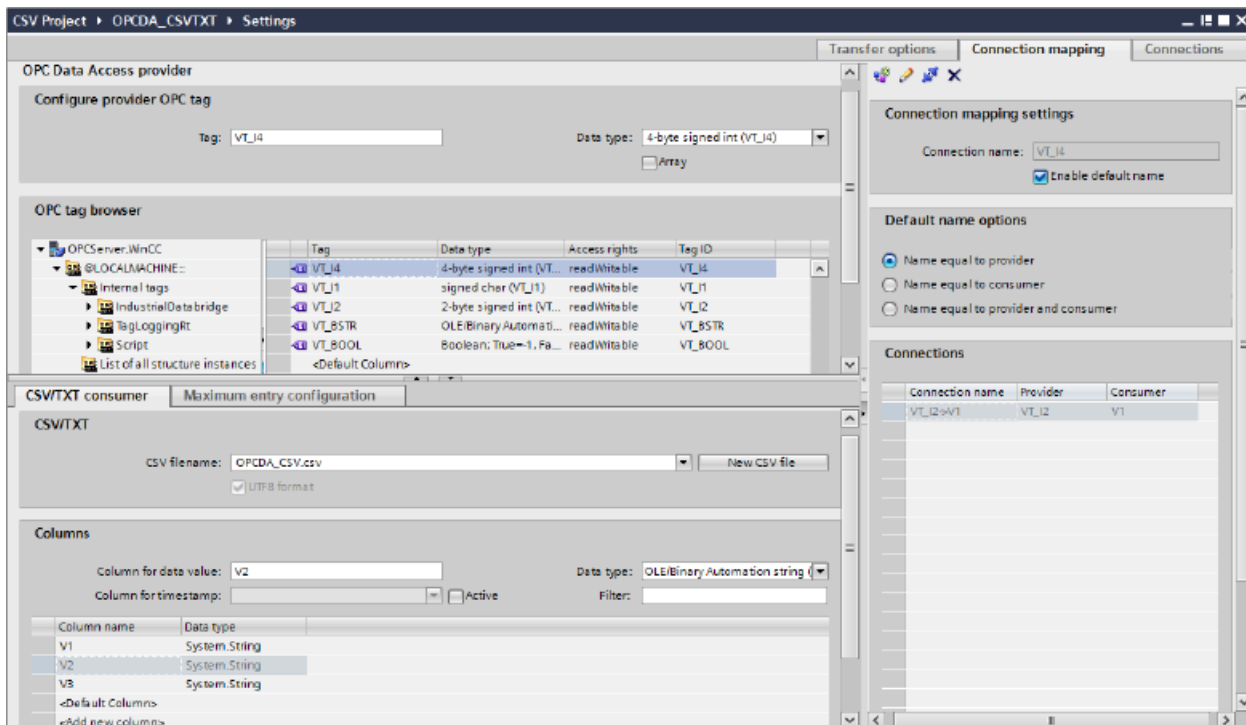 CSV Project ▸ OPCDA_CSVTXT ▸ Settings
Transfer options Connection mapping Connections
OPC Data Access provider
Configure provider OPC tag
Tag: VT_I4 Data type: 4-byte signed int (VT_I4)
Array
OPC tag browser
OPCServer.WinCC
@LOCALMACHINE::
Internal tags
IndustrialDatabridge
TagLoggingRt
Script
List of all structure instances
Tag Data type Access rights Tag ID
VT_I4 4-byte signed int (VT... readWritable VT_I4
VT_I1 signed char (VT_I1) readWritable VT_I1
VT_I2 2-byte signed int (VT... readWritable VT_I2
VT_BSTR OLE/Binary Automati... readWritable VT_BSTR
VT_BOOL Boolean: True=-1, Fa... readWritable VT_BOOL
<Default Column>
CSV/TXT consumer Maximum entry configuration
CSV/TXT
CSV filename: OPCDA_CSV.csv New CSV file
UTF8 format
Columns
Column for data value: V2 Data type: OLE/Binary Automation string (
Column for timestamp: Active Filter:
Column name Data type
V1 System.String
V2 System.String
V3 System.String
<Default Column>
<Add new column>
Connection mapping settings
Connection name: VT_I4
Enable default name
Default name options
Name equal to provider
Name equal to consumer
Name equal to provider and consumer
Connections
Connection name Provider Consumer
VT_I2->V1 VT_I2 V1